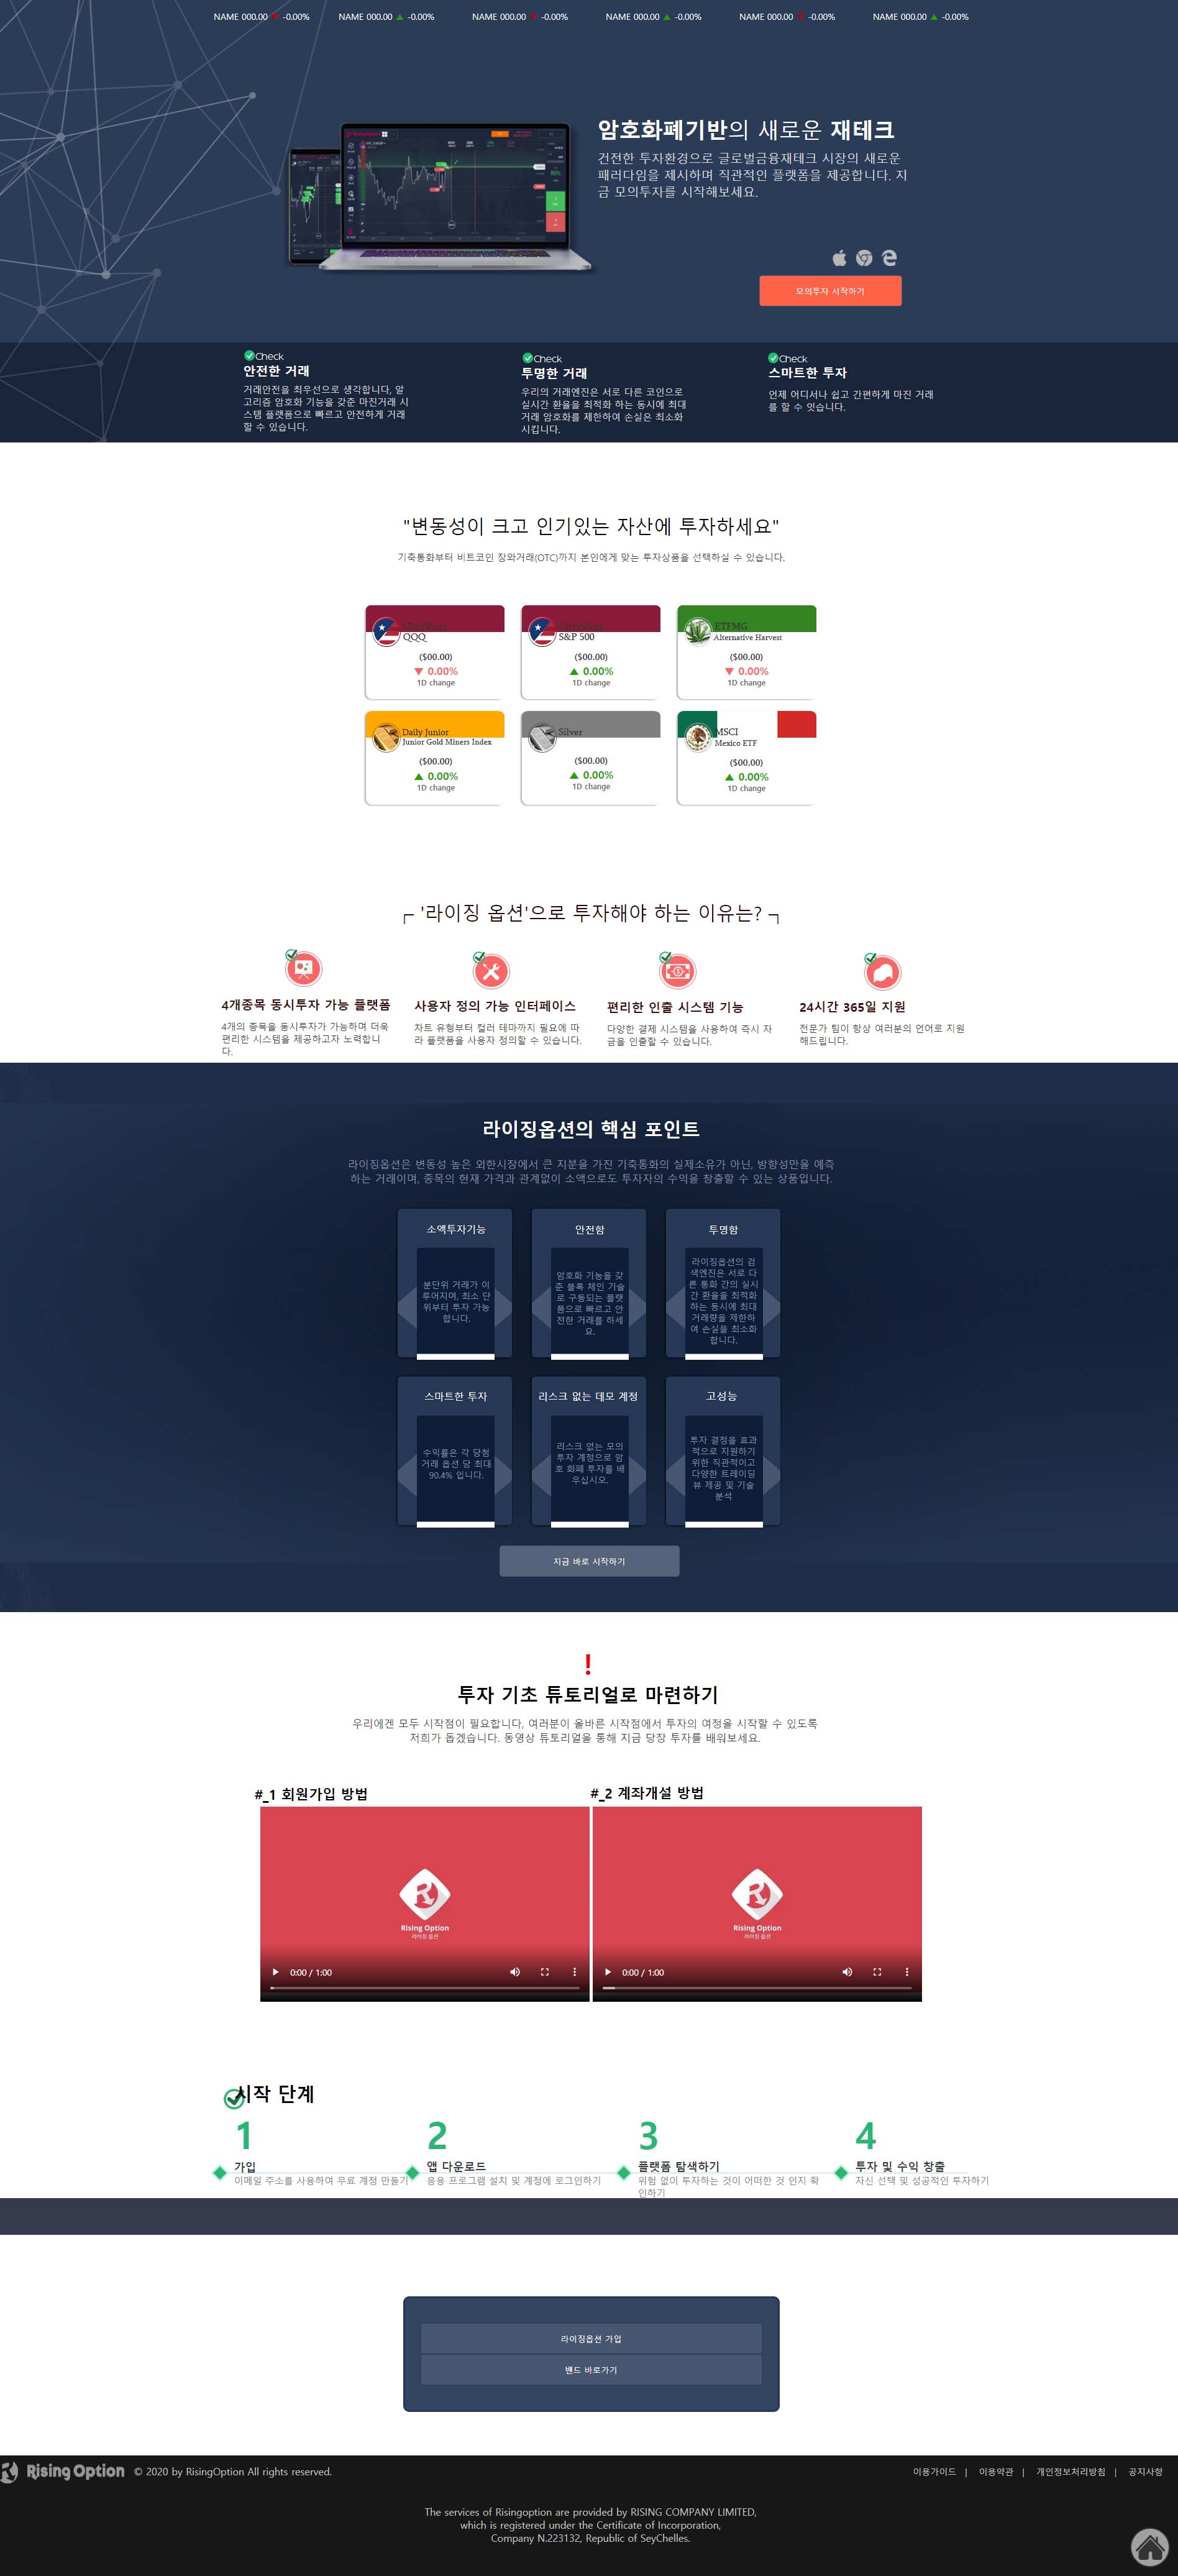 NAME 000.00 ▼ -0.00% NAME 000.00 ▲ -0.00% NAME 000.00 ▼ -0.00% NAME 000.00 ▲ -0.00% NAME 000.00 ▼ -0.00% NAME 000.00 ▲ -0.00%
암호화폐기반의 새로운 재테크
건전한 투자환경으로 글로벌금융재테크 시장의 새로운
패러다임을 제시하며 직관적인 플랫폼을 제공합니다. 지
금 모의투자를 시작해보세요.
모의투자 시작하기
Check
안전한 거래
거래안전을 최우선으로 생각합니다, 알
고리즘 암호화 기능을 갖춘 마진거래 시
스템 플랫폼으로 빠르고 안전하게 거래
할 수 있습니다.
Check
투명한 거래
우리의 거래엔진은 서로 다른 코인으로
실시간 환율을 최적화 하는 동시에 최대
거래 암호화를 제한하여 손실은 최소화
시킵니다.
Check
스마트한 투자
언제 어디서나 쉽고 간편하게 마진 거래
를 할 수 잇습니다.
"변동성이 크고 인기있는 자산에 투자하세요"
기축통화부터 비트코인 장와거래(OTC)까지 본인에게 맞는 투자상품을 선택하실 수 있습니다.
QQQ
($00.00)
▼ 0.00%
1D change
S&P 500
($00.00)
▲ 0.00%
1D change
ETFMG
Alternative Harvest
($00.00)
▼ 0.00%
1D change
Daily Junior
Junior Gold Miners Index
($00.00)
▲ 0.00%
1D change
Silver
($00.00)
▲ 0.00%
1D change
MSCI
Mexico ETF
($00.00)
▲ 0.00%
1D change
┌ '라이징 옵션'으로 투자해야 하는 이유는? ┐
4개종목 동시투자 가능 플랫폼
4개의 종목을 동시투자가 가능하며 더욱
편리한 시스템을 제공하고자 노력합니
다.
사용자 정의 가능 인터페이스
차트 유형부터 컬러 테마까지 필요에 따
라 플랫폼을 사용자 정의할 수 있습니다.
편리한 인출 시스템 기능
다양한 결제 시스템을 사용하여 즉시 자
금을 인출할 수 있습니다.
24시간 365일 지원
전문가 팀이 항상 여러분의 언어로 지원
해드립니다.
라이징옵션의 핵심 포인트
라이징옵션은 변동성 높은 외한시장에서 큰 지분을 가진 기축통화의 실제소유가 아닌, 방향성만을 예측
하는 거래이며, 종목의 현재 가격과 관계없이 소액으로도 투자자의 수익을 창출할 수 있는 상품입니다.
소액투자기능
분단위 거래가 이
루어지며, 최소 단
위부터 투자 가능
합니다.
안전함
암호화 기능을 갖
춘 블록 체인 기술
로 구동되는 플랫
폼으로 빠르고 안
전한 거래를 하세
요.
투명함
라이징옵션의 검
색엔진은 서로 다
른 통화 간의 실시
간 환율을 최적화
하는 동시에 최대
거래량을 제한하
여 손실을 최소화
합니다.
스마트한 투자
수익률은 각 당첨
거래 옵션 당 최대
90.4% 입니다.
리스크 없는 데모 계정
리스크 없는 모의
투자 계정으로 암
호 화폐 투자를 배
우십시오.
고성능
투자 결정을 효과
적으로 지원하기
위한 직관적이고
다양한 트레이딩
뷰 제공 및 기술
분석
지금 바로 시작하기
!
투자 기초 튜토리얼로 마련하기
우리에겐 모두 시작점이 필요합니다, 여러분이 올바른 시작점에서 투자의 여정을 시작할 수 있도록
저희가 돕겠습니다. 동영상 튜토리얼을 통해 지금 당장 투자를 배워보세요.
#_1 회원가입 방법
#_2 계좌개설 방법
Rising Option
라이징 옵션
0:00 / 1:00
Rising Option
라이징 옵션
0:00 / 1:00
시작 단계
1
가입
이메일 주소를 사용하여 무료 계정 만들기
2
앱 다운로드
응용 프로그램 설치 및 계정에 로그인하기
3
플랫폼 탐색하기
위험 없이 투자하는 것이 어떠한 것 인지 확
인하기
4
투자 및 수익 창출
자신 선택 및 성공적인 투자하기
라이징옵션 가입
밴드 바로가기
Rising Option © 2020 by RisingOption All rights reserved.
이용가이드 | 이용약관 | 개인정보처리방침 | 공지사항
The services of Risingoption are provided by RISING COMPANY LIMITED,
which is registered under the Certificate of Incorporation,
Company N.223132, Republic of SeyChelles.